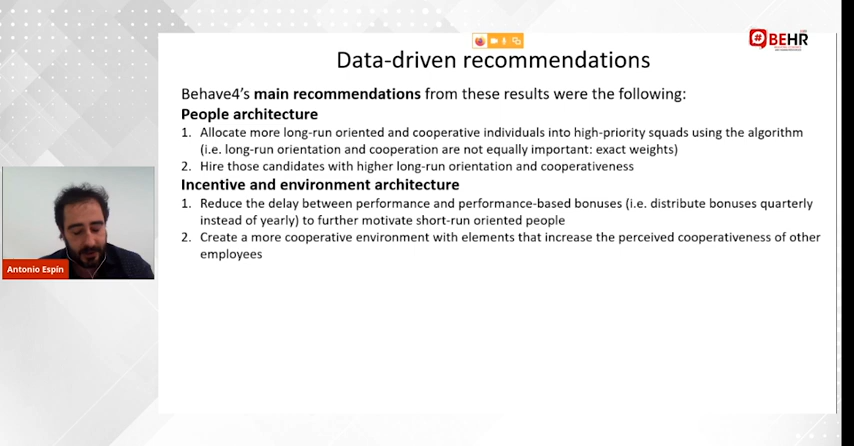 #BEHR
Data-driven recommendations
Behave4's main recommendations from these results were the following:
People architecture
1. Allocate more long-run oriented and cooperative individuals into high-priority squads using the algorithm
(i.e. long-run orientation and cooperation are not equally important: exact weights)
2. Hire those candidates with higher long-run orientation and cooperativeness
Incentive and environment architecture
1. Reduce the delay between performance and performance-based bonuses (i.e. distribute bonuses quarterly
instead of yearly) to further motivate short-run oriented people
2. Create a more cooperative environment with elements that increase the perceived cooperativeness of other
employees
Antonio Espín